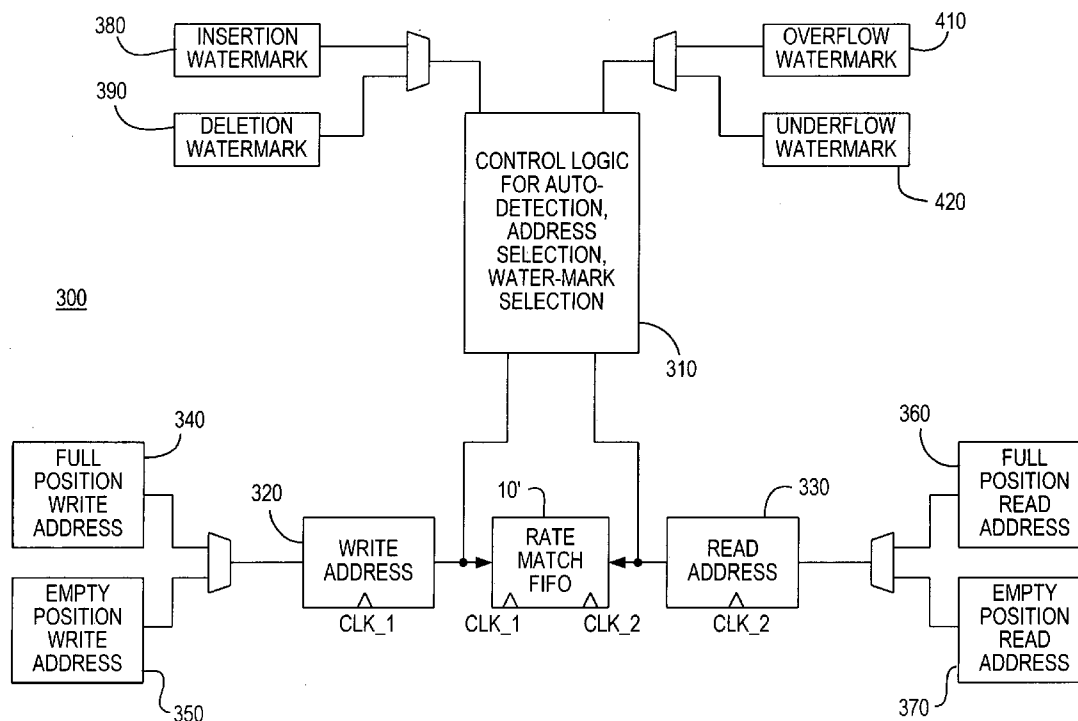 380
INSERTION
WATERMARK
390
DELETION
WATERMARK
410
OVERFLOW
WATERMARK
UNDERFLOW
WATERMARK
420
CONTROL LOGIC
FOR AUTO-
DETECTION,
ADDRESS
SELECTION,
WATER-MARK
SELECTION
310
300
340
FULL
POSITION
WRITE
ADDRESS
EMPTY
POSITION
WRITE
ADDRESS
350
320
WRITE
ADDRESS
CLK_1
10'
RATE
MATCH
FIFO
CLK_1
CLK_2
330
READ
ADDRESS
CLK_2
360
FULL
POSITION
READ
ADDRESS
EMPTY
POSITION
READ
ADDRESS
370